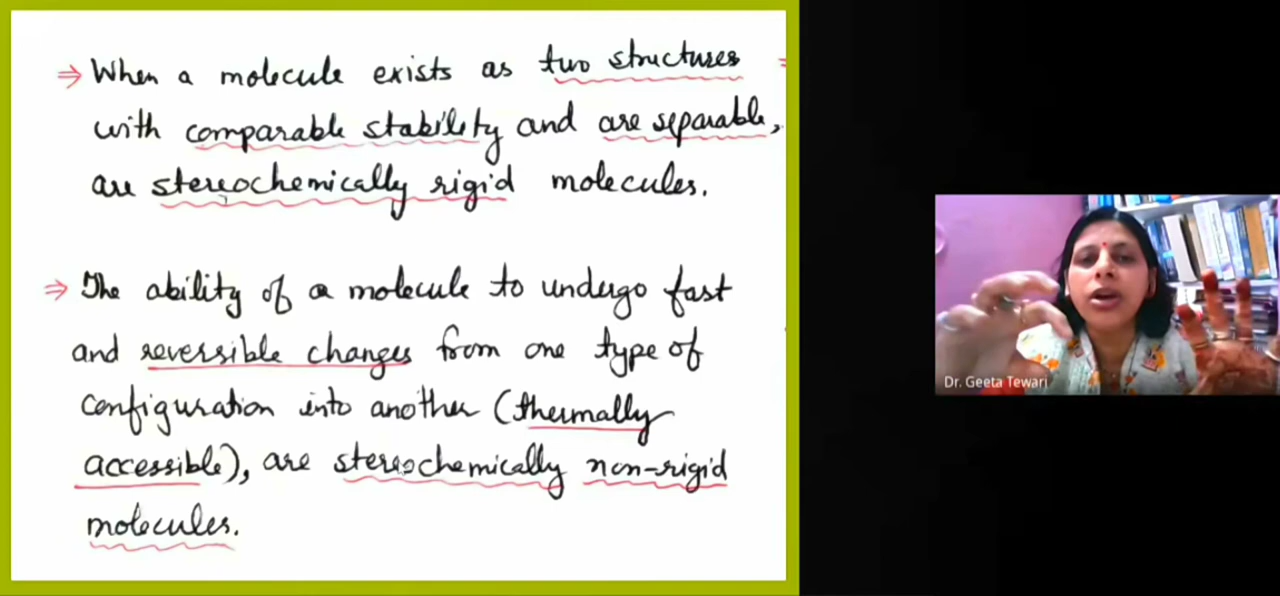 ⇒ When a molecule exists as two structures
with comparable stability and are separable,
are stereochemically rigid molecules.
⇒ The ability of a molecule to undergo fast
and reversible changes from one type of
configuration into another (thermally
accessible), are stereochemically non-rigid
molecules.
Dr. Geeta Tewari